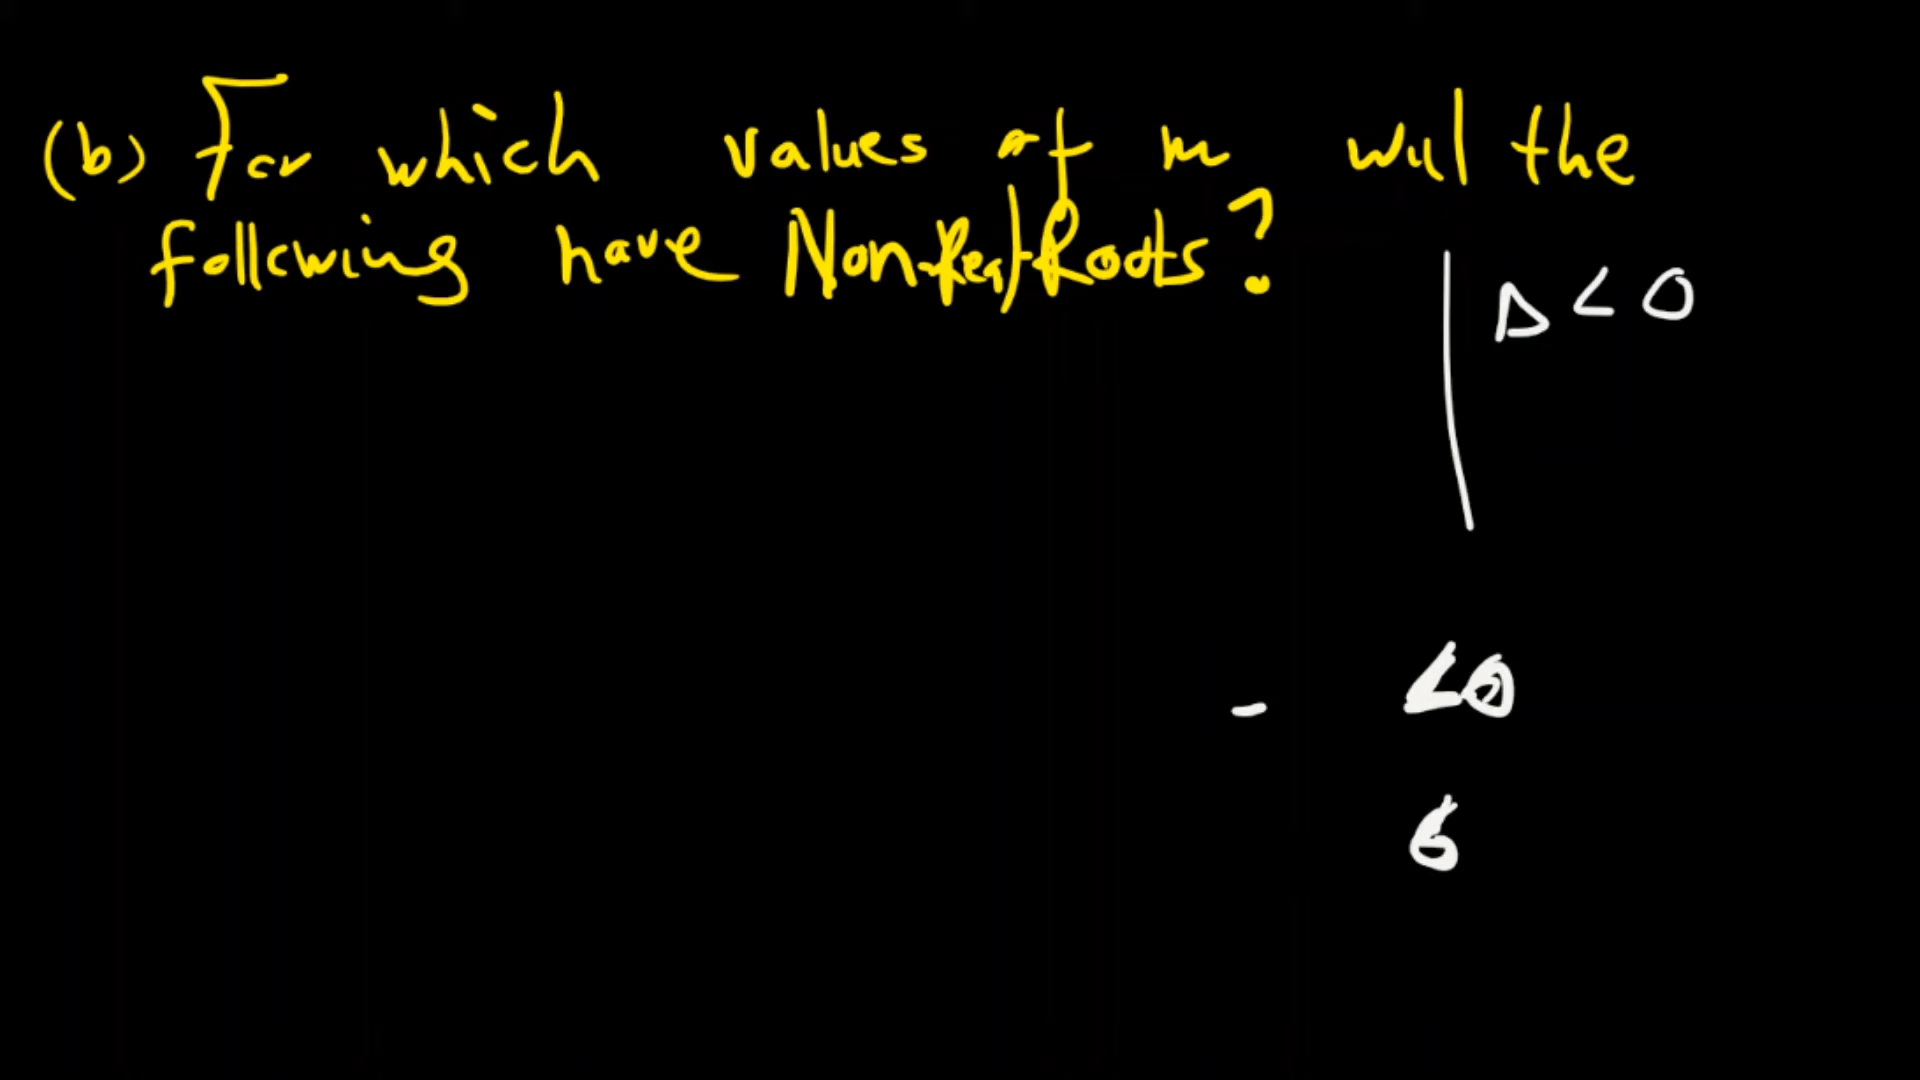 (b) For which values of m will the
following have Non-Real Roots?
Δ < 0
- < 0
6